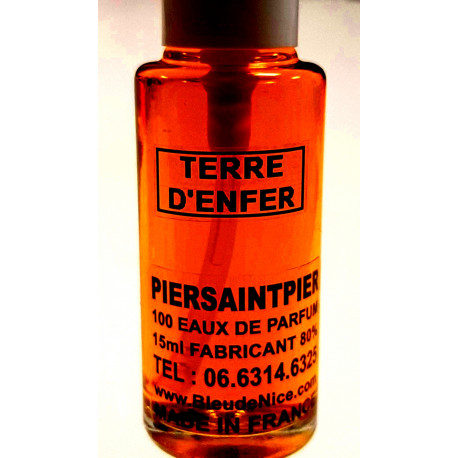 TERRE
D'ENFER
PIERSAINTPIER
100 EAUX DE PARFUM
15ml FABRICANT 80%
TEL : 06.6314.6325
www.BleudeNice.com
MADE IN FRANCE